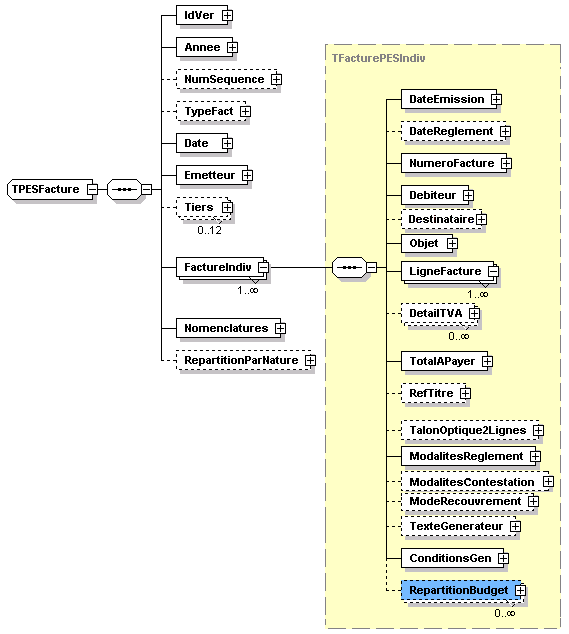 TPESFacture
IdVer
Annee
NumSequence
TypeFact
Date
Emetteur
Tiers
0..12
FactureIndiv
1..∞
Nomenclatures
RepartitionParNature
TFacturePESIndiv
DateEmission
DateReglement
NumeroFacture
Debiteur
Destinataire
Objet
LigneFacture
1..∞
DetailTVA
0..∞
TotalAPayer
RefTitre
TalonOptique2Lignes
ModalitesReglement
ModalitesContestation
ModeRecouvrement
TexteGenerateur
ConditionsGen
RepartitionBudget
0..∞